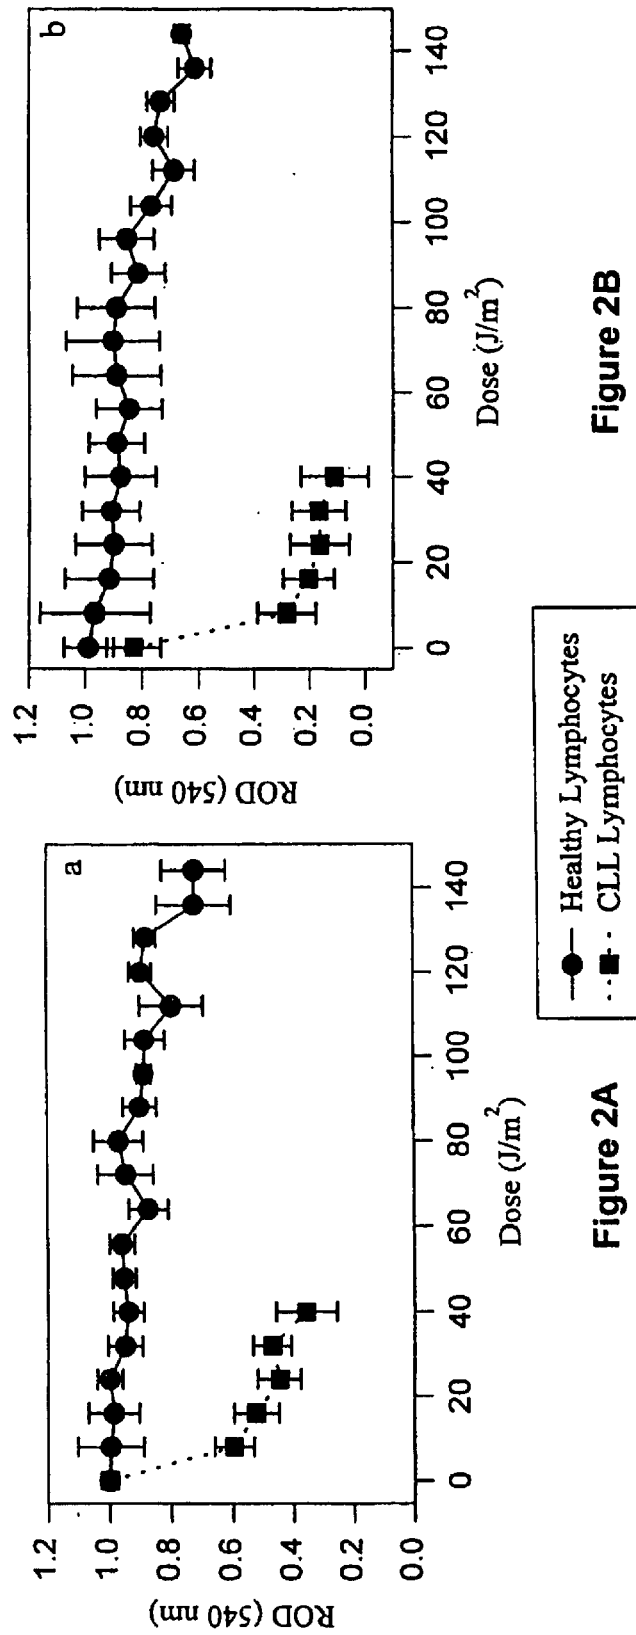 a
ROD (540 nm)
1.2
1.0
0.8
0.6
0.4
0.2
0.0
0 20 40 60 80 100 120 140
Dose (J/m²)
Figure 2A
b
ROD (540 nm)
1.2
1.0
0.8
0.6
0.4
0.2
0.0
0 20 40 60 80 100 120 140
Dose (J/m²)
Figure 2B
Healthy Lymphocytes
CLL Lymphocytes